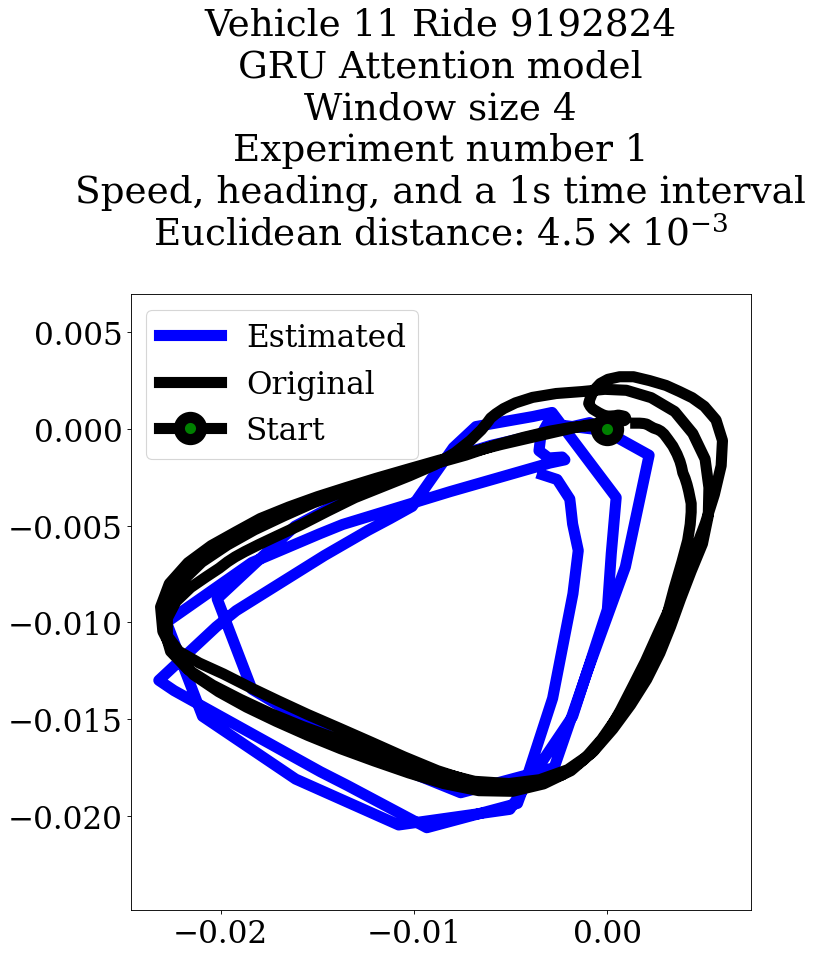 Vehicle 11 Ride 9192824
GRU Attention model
Window size 4
Experiment number 1
Speed, heading, and a 1s time interval
Euclidean distance: 4.5 × 10⁻³
Estimated
Original
Start
0.005
0.000
−0.005
−0.010
−0.015
−0.020
−0.02
−0.01
0.00